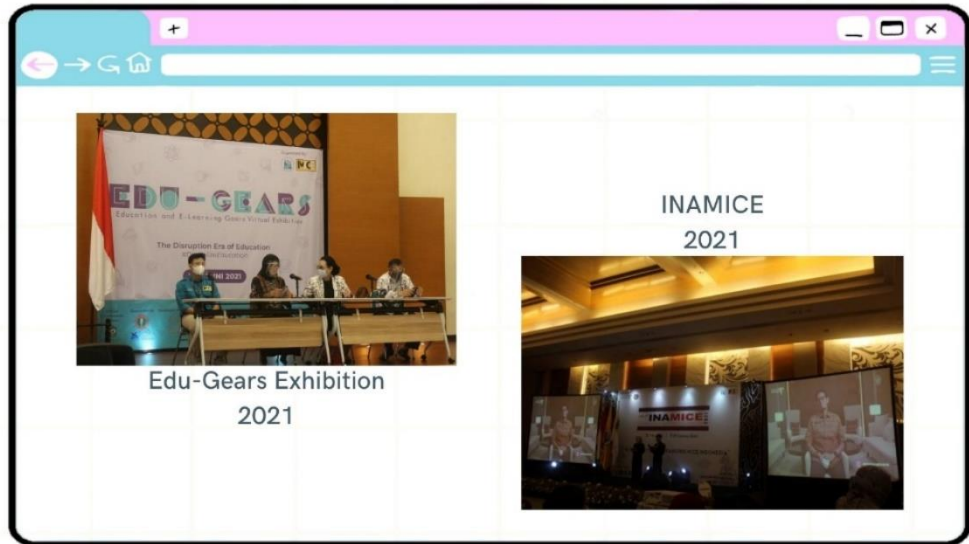 EDU-GEARS
Education and E-Learning Gears Virtual Exhibition
The Disruption Era of Education
2021
Edu-Gears Exhibition
2021
INAMICE
2021
INAMICE